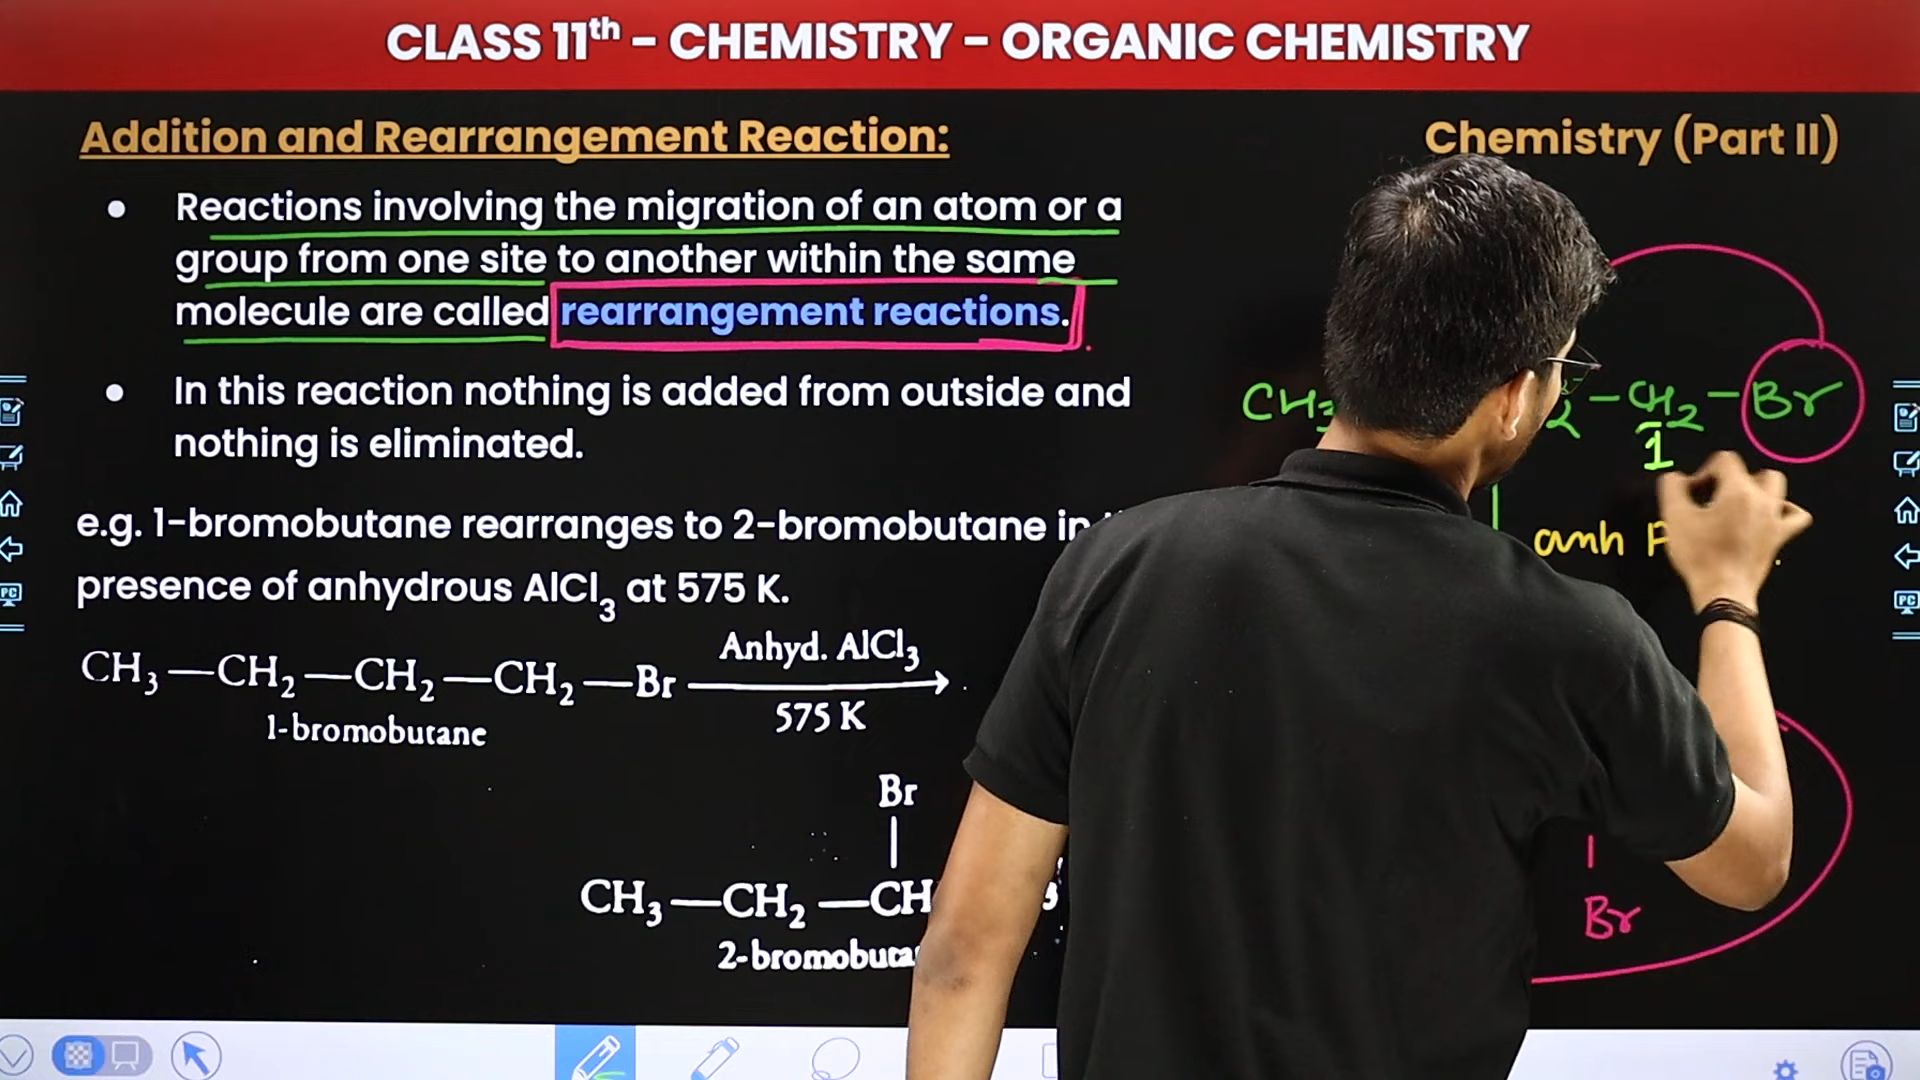 CLASS 11th - CHEMISTRY - ORGANIC CHEMISTRY
Addition and Rearrangement Reaction:
Chemistry (Part II)
• Reactions involving the migration of an atom or a
group from one site to another within the same
molecule are called rearrangement reactions.
• In this reaction nothing is added from outside and
nothing is eliminated.
e.g. 1-bromobutane rearranges to 2-bromobutane in
presence of anhydrous AlCl3 at 575 K.
CH3—CH2—CH2—CH2—Br
Anhyd. AlCl3
575 K
1-bromobutane
Br
CH3—CH2—CH
2-bromobuta
CH3
2 - CH2 - Br
1
anh
Br
PC
PC